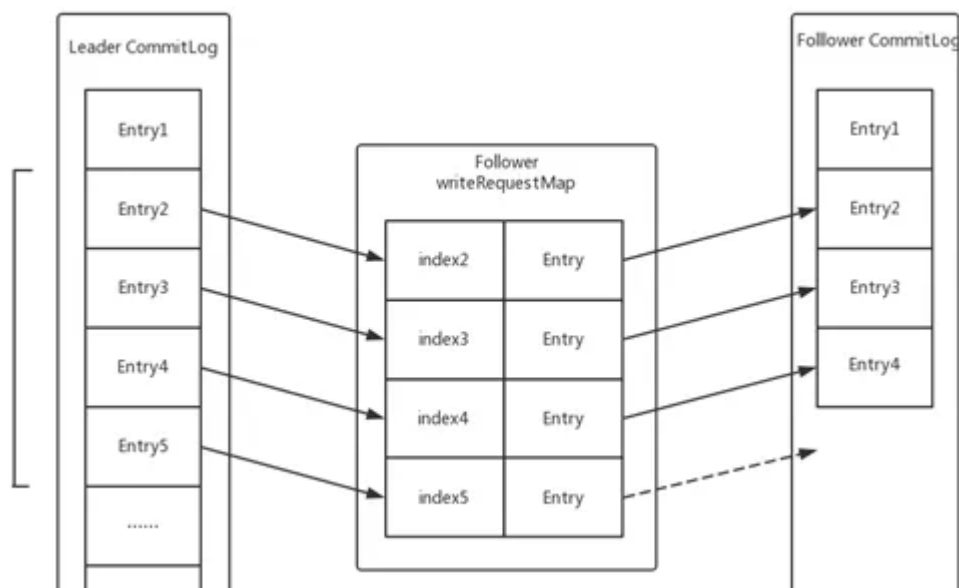 Leader CommitLog
Entry1
Entry2
Entry3
Entry4
Entry5
......
Follower
writeRequestMap
index2 Entry
index3 Entry
index4 Entry
index5 Entry
Folllower CommitLog
Entry1
Entry2
Entry3
Entry4